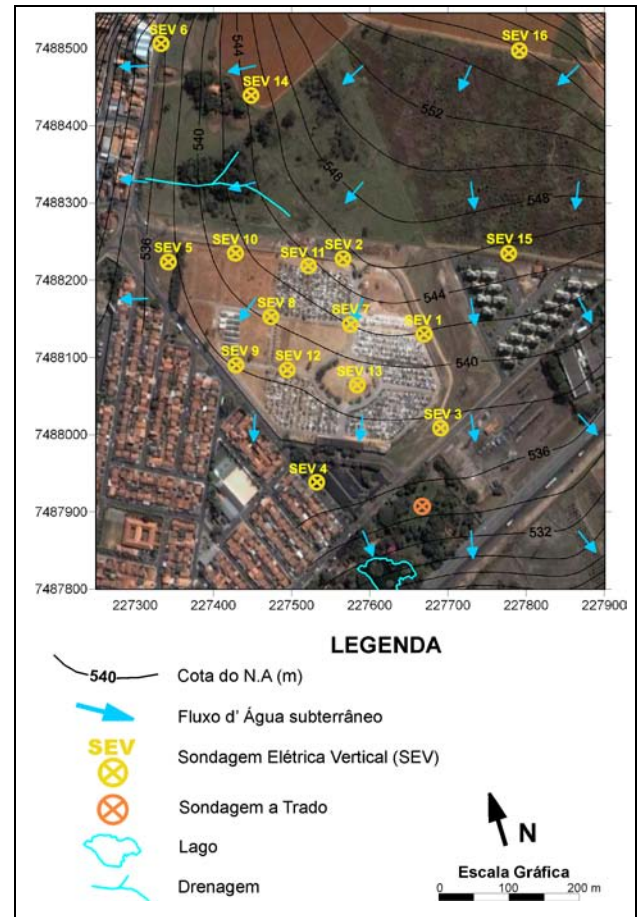 7488500
7488400
7488300
7488200
7488100
7488000
7487900
7487800
SEV 6
SEV 16
544
SEV 14
540
552
548
548
536
SEV 5
SEV 10
SEV 11
SEV 2
SEV 15
544
SEV 8
SEV 7
SEV 1
540
SEV 9
SEV 12
SEV 13
SEV 3
SEV 4
536
532
227300 227400 227500 227600 227700 227800 227900
LEGENDA
540 Cota do N.A (m)
Fluxo d' Água subterrâneo
SEV Sondagem Elétrica Vertical (SEV)
Sondagem a Trado
Lago
Drenagem
N
Escala Gráfica
0 100 200 m